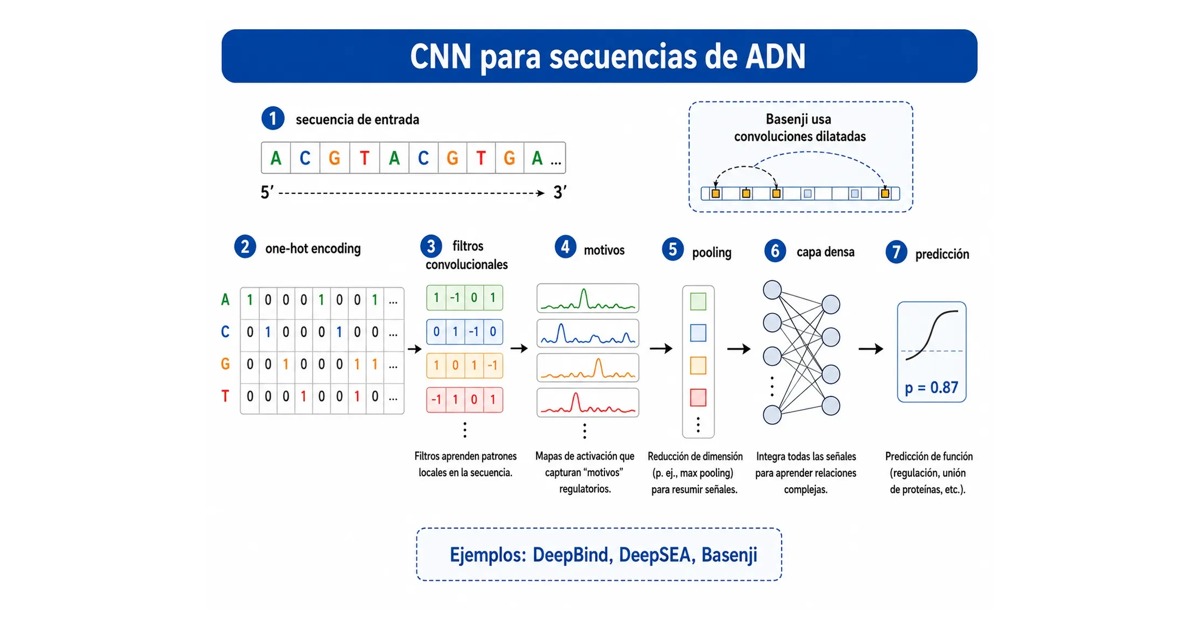 CNN para secuencias de ADN
1 secuencia de entrada
A C G T A C G T G A ...
5’ 3’
Basenji usa
convoluciones dilatadas
2 one-hot encoding
A 1 0 0 0 1 0 0 1 ...
C 0 1 0 0 0 1 0 0 ...
G 0 0 1 0 0 0 1 1 ...
T 0 0 0 1 0 0 1 0 ...
3 filtros
convolucionales
1 -1 0 1
0 1 -1 0
1 0 1 -1
-1 1 0 1
Filtros aprenden patrones
locales en la secuencia.
4 motivos
Mapas de activación que
capturan “motivos”
regulatorios.
5 pooling
Reducción de dimensión
(p. ej., max pooling)
para resumir señales.
6 capa densa
Integra todas las señales
para aprender relaciones
complejas.
7 predicción
p = 0.87
Predicción de función
(regulación, unión
de proteínas, etc.).
Ejemplos: DeepBind, DeepSEA, Basenji